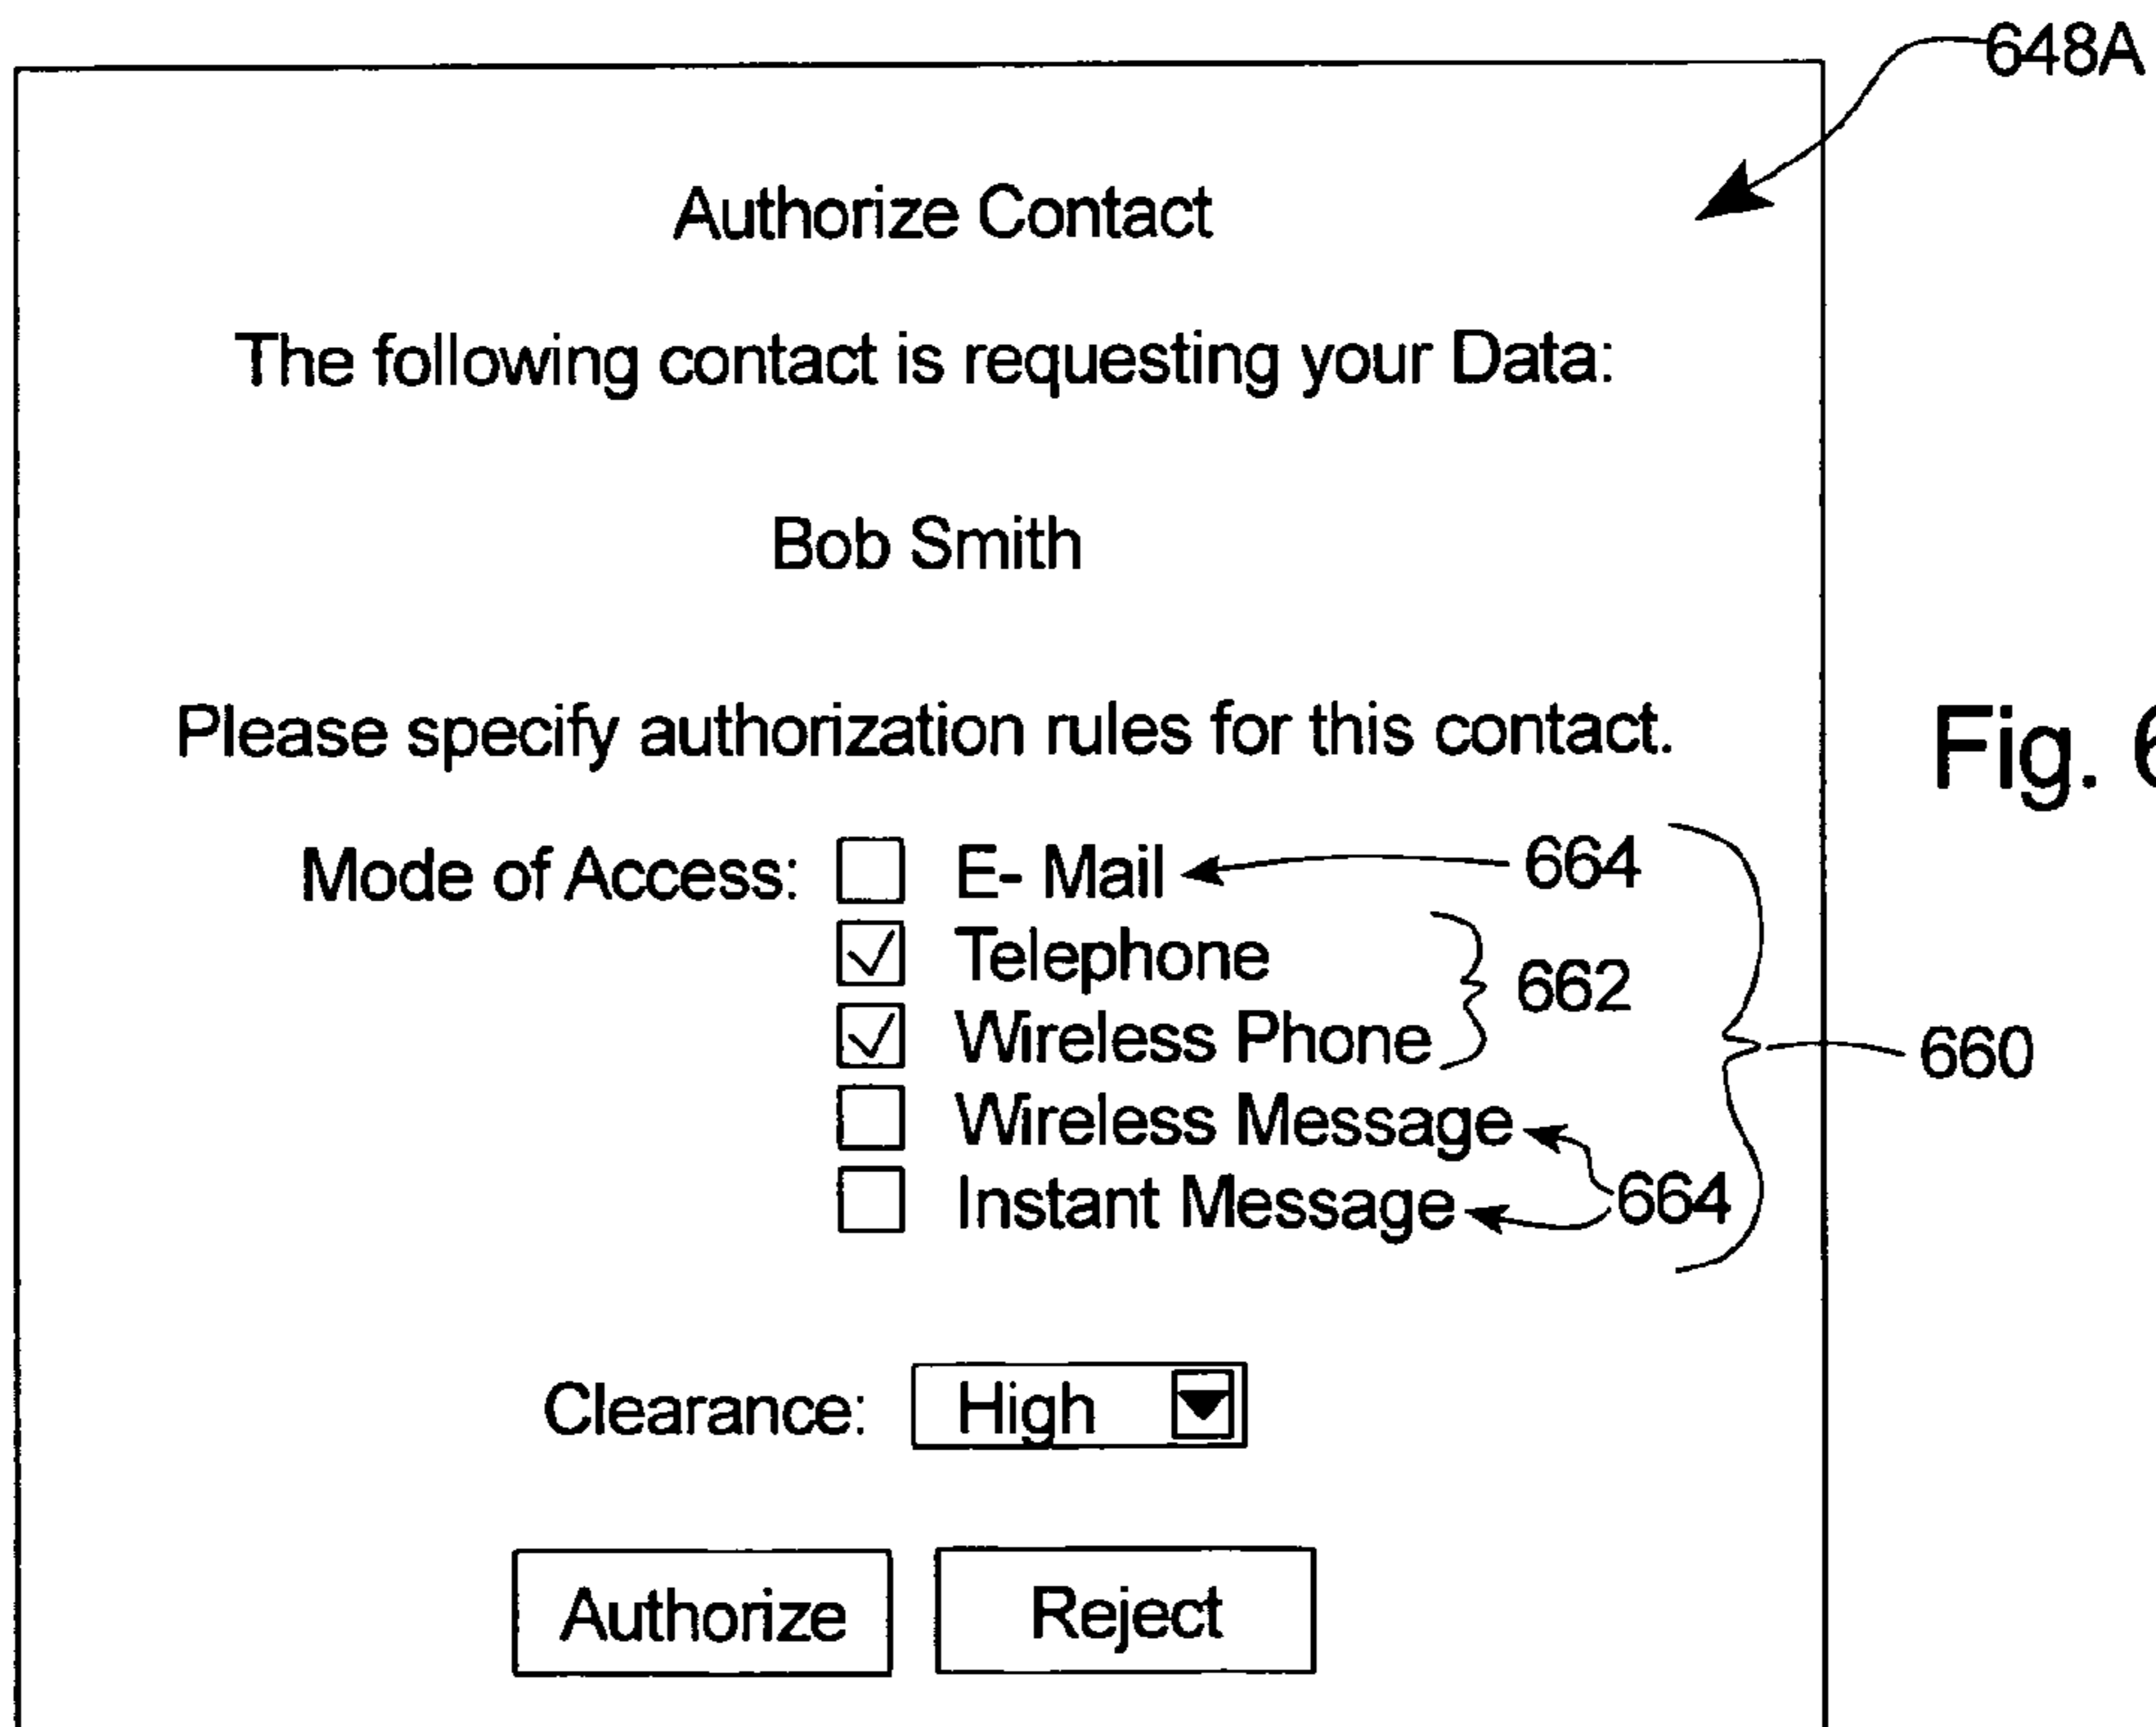 648A
Authorize Contact
The following contact is requesting your Data:
Bob Smith
Please specify authorization rules for this contact.
Fig. 6
Mode of Access:
E- Mail
664
Telephone
662
Wireless Phone
660
Wireless Message
Instant Message
664
Clearance: High
Authorize
Reject